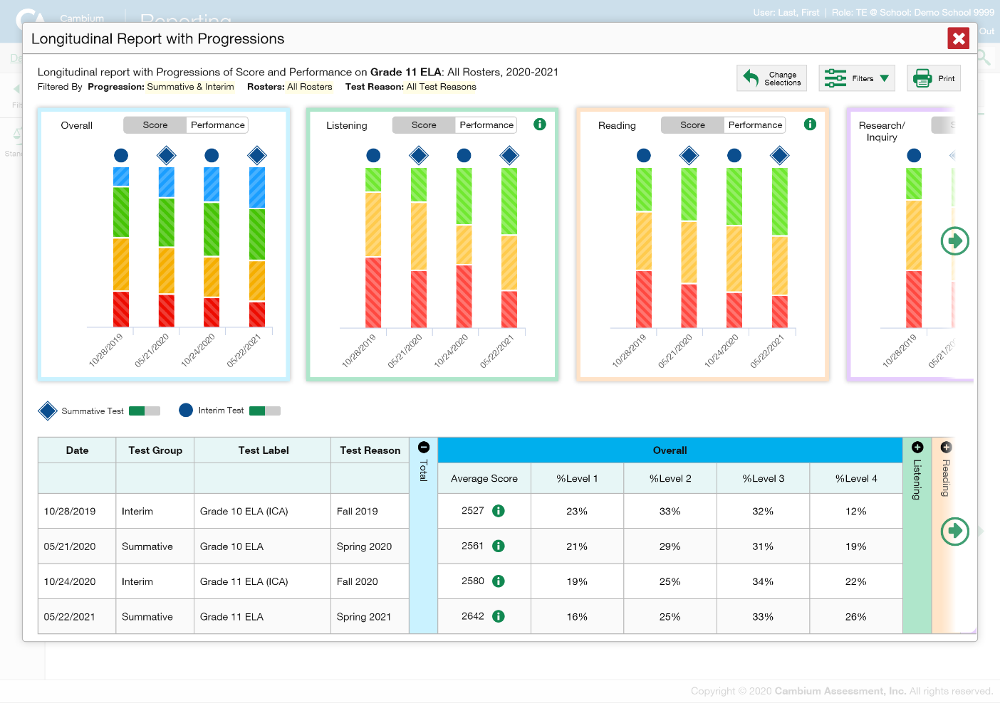 User: Last, First | Role: TE @ School: Demo School 9999
Cambium
Reporting
Out
Longitudinal Report with Progressions
Longitudinal report with Progressions of Score and Performance on Grade 11 ELA: All Rosters, 2020-2021
Filtered By Progression: Summative & Interim Rosters: All Rosters Test Reason: All Test Reasons
Change
Selections
Filters
Print
Overall Score Performance
Listening Score Performance
Reading Score Performance
Research/
Inquiry
10/28/2019 05/21/2020 10/24/2020 05/22/2021
10/28/2019 05/21/2020 10/24/2020 05/22/2021
10/28/2019 05/21/2020 10/24/2020 05/22/2021
10/28/2019
Summative Test
Interim Test
Date Test Group Test Label Test Reason Total Overall Listening Reading
Average Score %Level 1 %Level 2 %Level 3 %Level 4
10/28/2019 Interim Grade 10 ELA (ICA) Fall 2019 2527 23% 33% 32% 12%
05/21/2020 Summative Grade 10 ELA Spring 2020 2561 21% 29% 31% 19%
10/24/2020 Interim Grade 11 ELA (ICA) Fall 2020 2580 19% 25% 34% 22%
05/22/2021 Summative Grade 11 ELA Spring 2021 2642 16% 25% 33% 26%
Copyright © 2020 Cambium Assessment, Inc. All rights reserved.